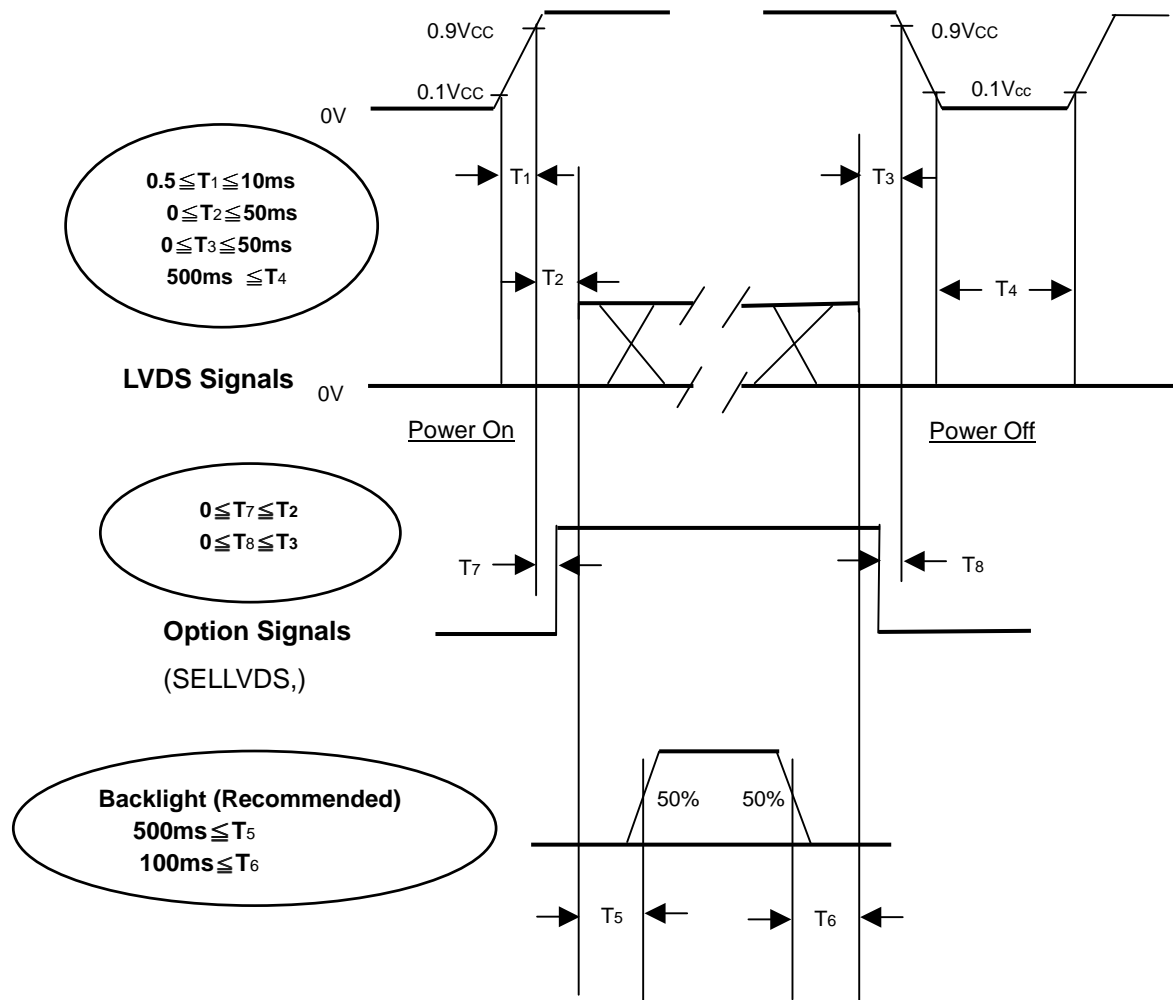 0.9VCC
0.9VCC
0.1VCC
0.1Vcc
0V
0.5≦T1≦10ms
0≦T2≦50ms
0≦T3≦50ms
500ms ≦T4
T1
T3
T2
T4
LVDS Signals
0V
Power On
Power Off
0≦T7≦T2
0≦T8≦T3
T7
T8
Option Signals
(SELLVDS,)
Backlight (Recommended)
500ms≦T5
100ms≦T6
50%
50%
T5
T6